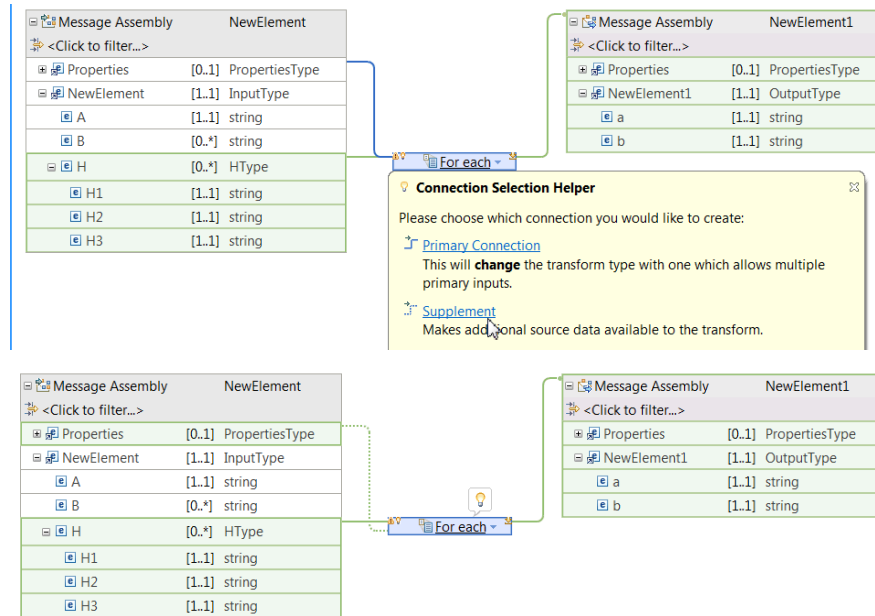 Message Assembly NewElement
<Click to filter...>
Properties [0..1] PropertiesType
NewElement [1..1] InputType
A [1..1] string
B [0..*] string
H [0..*] HType
H1 [1..1] string
H2 [1..1] string
H3 [1..1] string
For each
Message Assembly NewElement1
<Click to filter...>
Properties [0..1] PropertiesType
NewElement1 [1..1] OutputType
a [1..1] string
b [1..1] string
Connection Selection Helper
Please choose which connection you would like to create:
Primary Connection
This will change the transform type with one which allows multiple
primary inputs.
Supplement
Makes additional source data available to the transform.
Message Assembly NewElement
<Click to filter...>
Properties [0..1] PropertiesType
NewElement [1..1] InputType
A [1..1] string
B [0..*] string
H [0..*] HType
H1 [1..1] string
H2 [1..1] string
H3 [1..1] string
For each
Message Assembly NewElement1
<Click to filter...>
Properties [0..1] PropertiesType
NewElement1 [1..1] OutputType
a [1..1] string
b [1..1] string